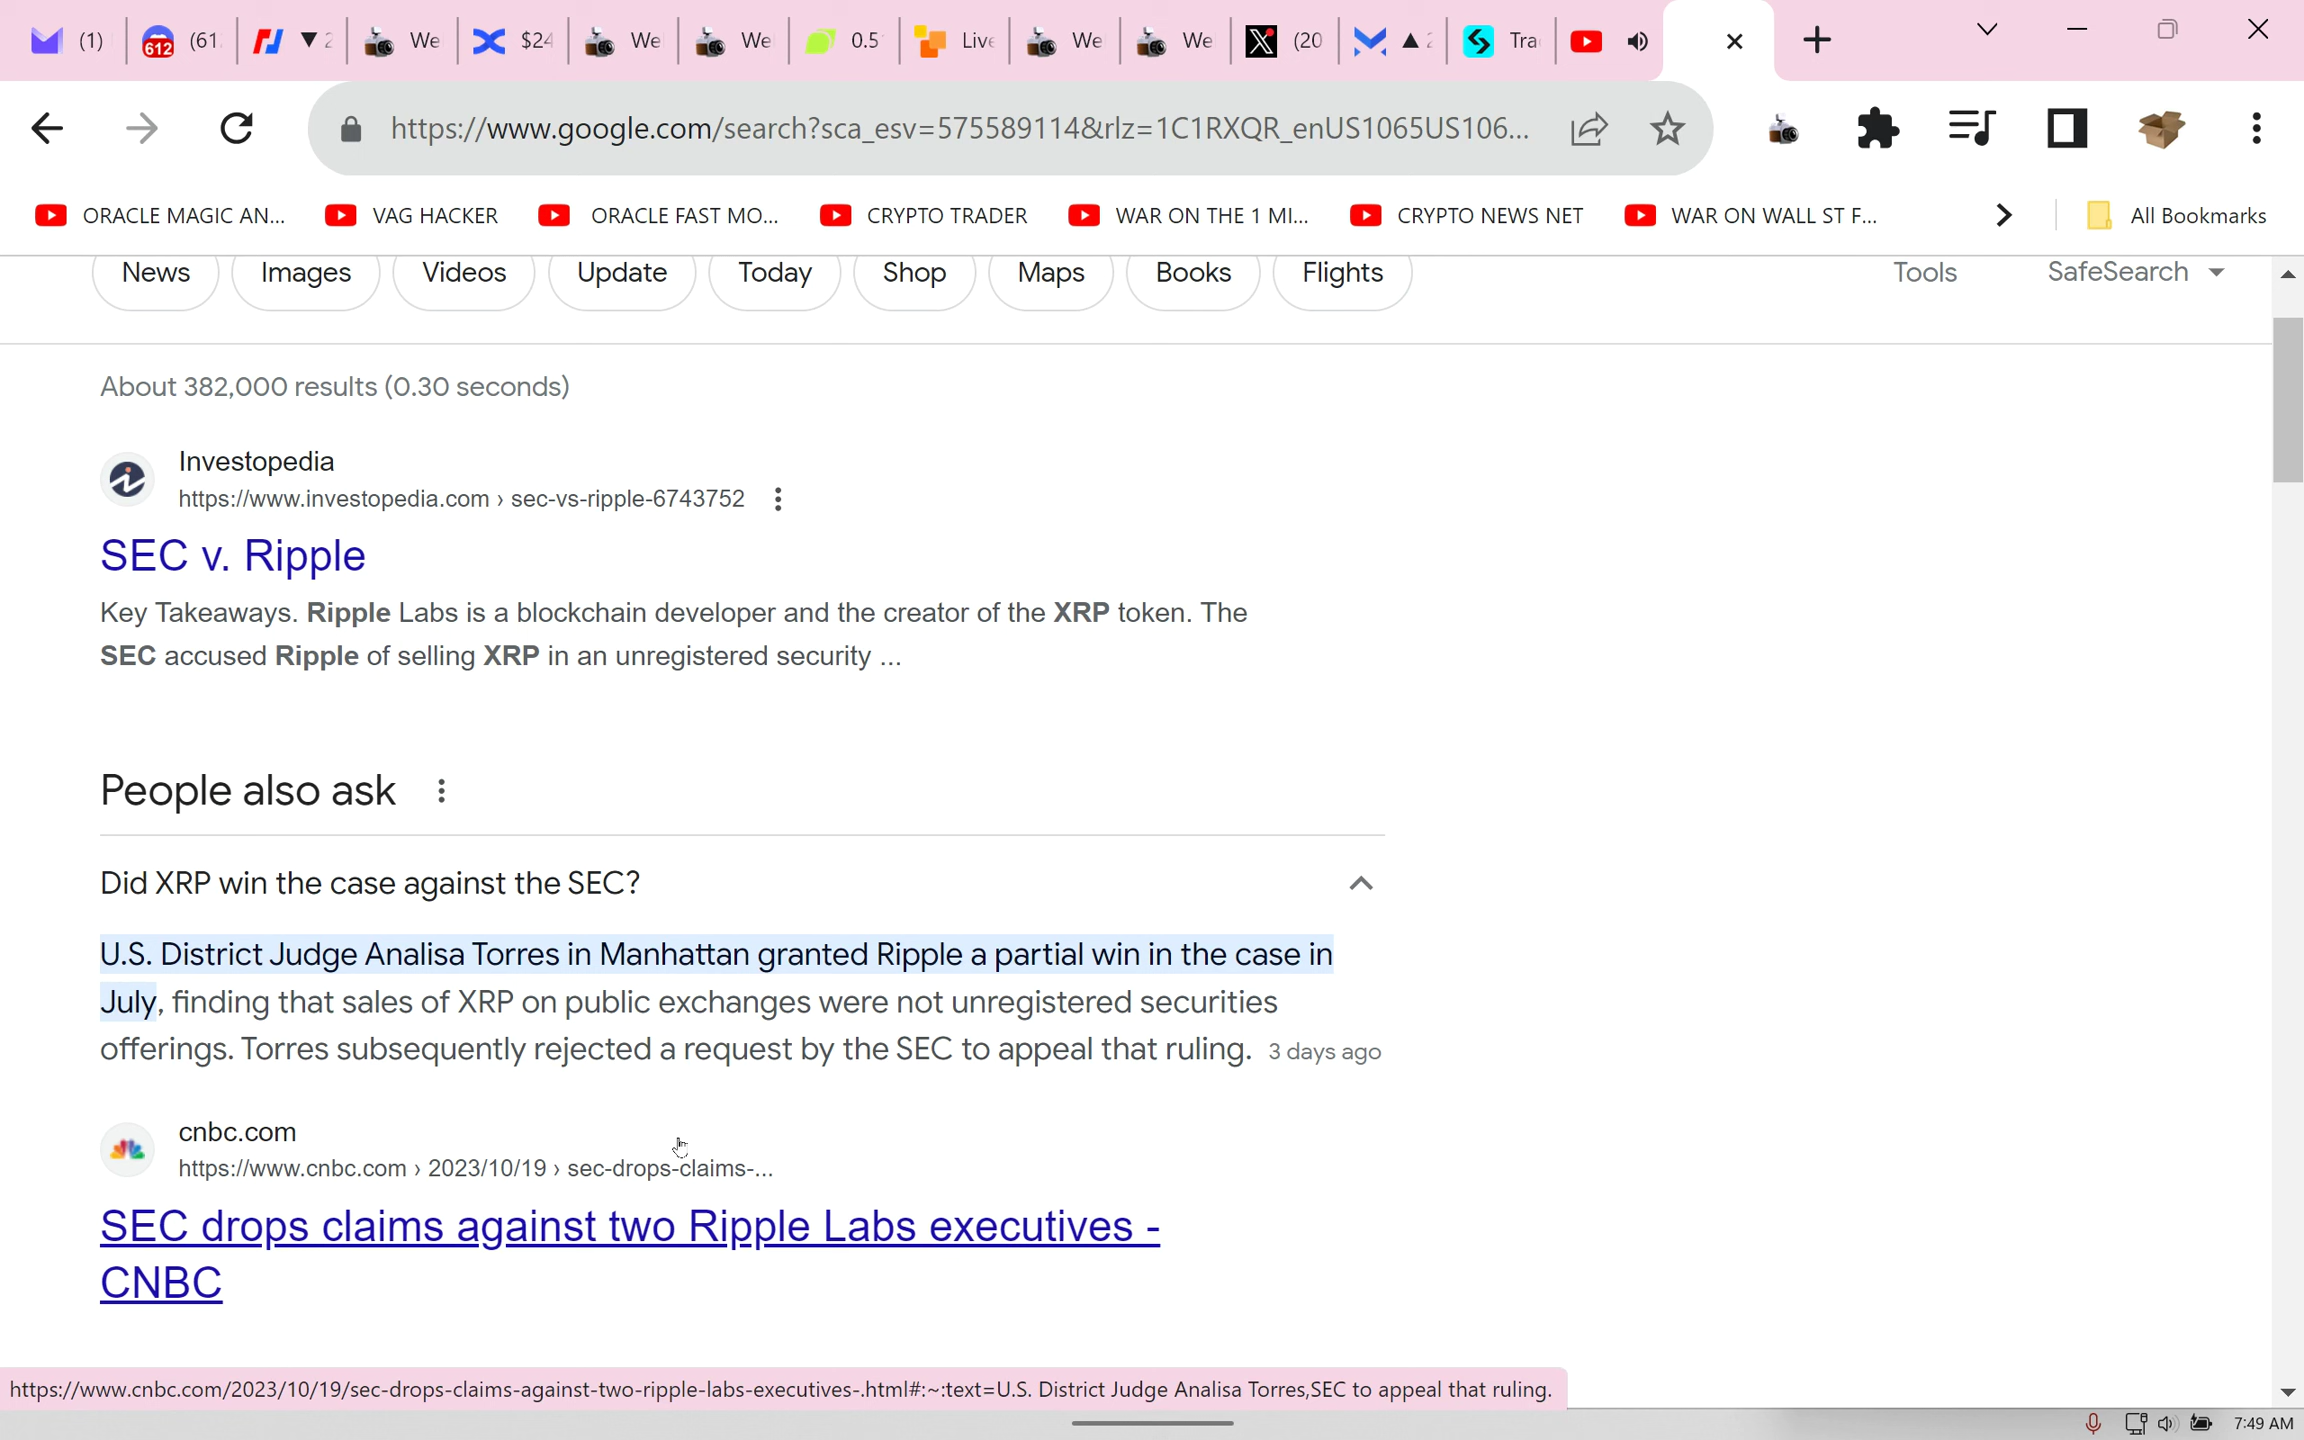 (1) 612 (61 ▼ 2 We $24 We We 0.5 Live We We (20 ▲ 2 Tra
https://www.google.com/search?sca_esv=575589114&rlz=1C1RXQR_enUS1065US106...
ORACLE MAGIC AN... VAG HACKER ORACLE FAST MO... CRYPTO TRADER WAR ON THE 1 MI... CRYPTO NEWS NET WAR ON WALL ST F... All Bookmarks
News Images Videos Update Today Shop Maps Books Flights Tools SafeSearch
About 382,000 results (0.30 seconds)
Investopedia
https://www.investopedia.com › sec-vs-ripple-6743752
SEC v. Ripple
Key Takeaways. Ripple Labs is a blockchain developer and the creator of the XRP token. The
SEC accused Ripple of selling XRP in an unregistered security ...
People also ask
Did XRP win the case against the SEC?
U.S. District Judge Analisa Torres in Manhattan granted Ripple a partial win in the case in
July, finding that sales of XRP on public exchanges were not unregistered securities
offerings. Torres subsequently rejected a request by the SEC to appeal that ruling. 3 days ago
cnbc.com
https://www.cnbc.com › 2023/10/19 › sec-drops-claims-...
SEC drops claims against two Ripple Labs executives -
CNBC
https://www.cnbc.com/2023/10/19/sec-drops-claims-against-two-ripple-labs-executives-.html#:~:text=U.S. District Judge Analisa Torres,SEC to appeal that ruling.
7:49 AM